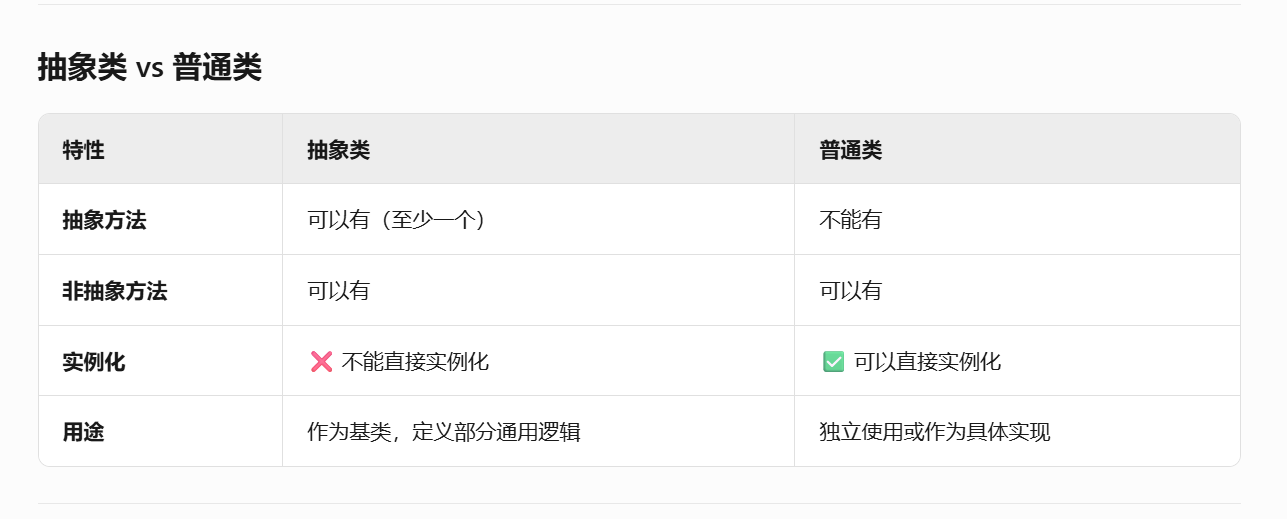 抽象类 vs 普通类
特性 抽象类 普通类
抽象方法 可以有（至少一个） 不能有
非抽象方法 可以有 可以有
实例化 ❌ 不能直接实例化 ✅ 可以直接实例化
用途 作为基类，定义部分通用逻辑 独立使用或作为具体实现